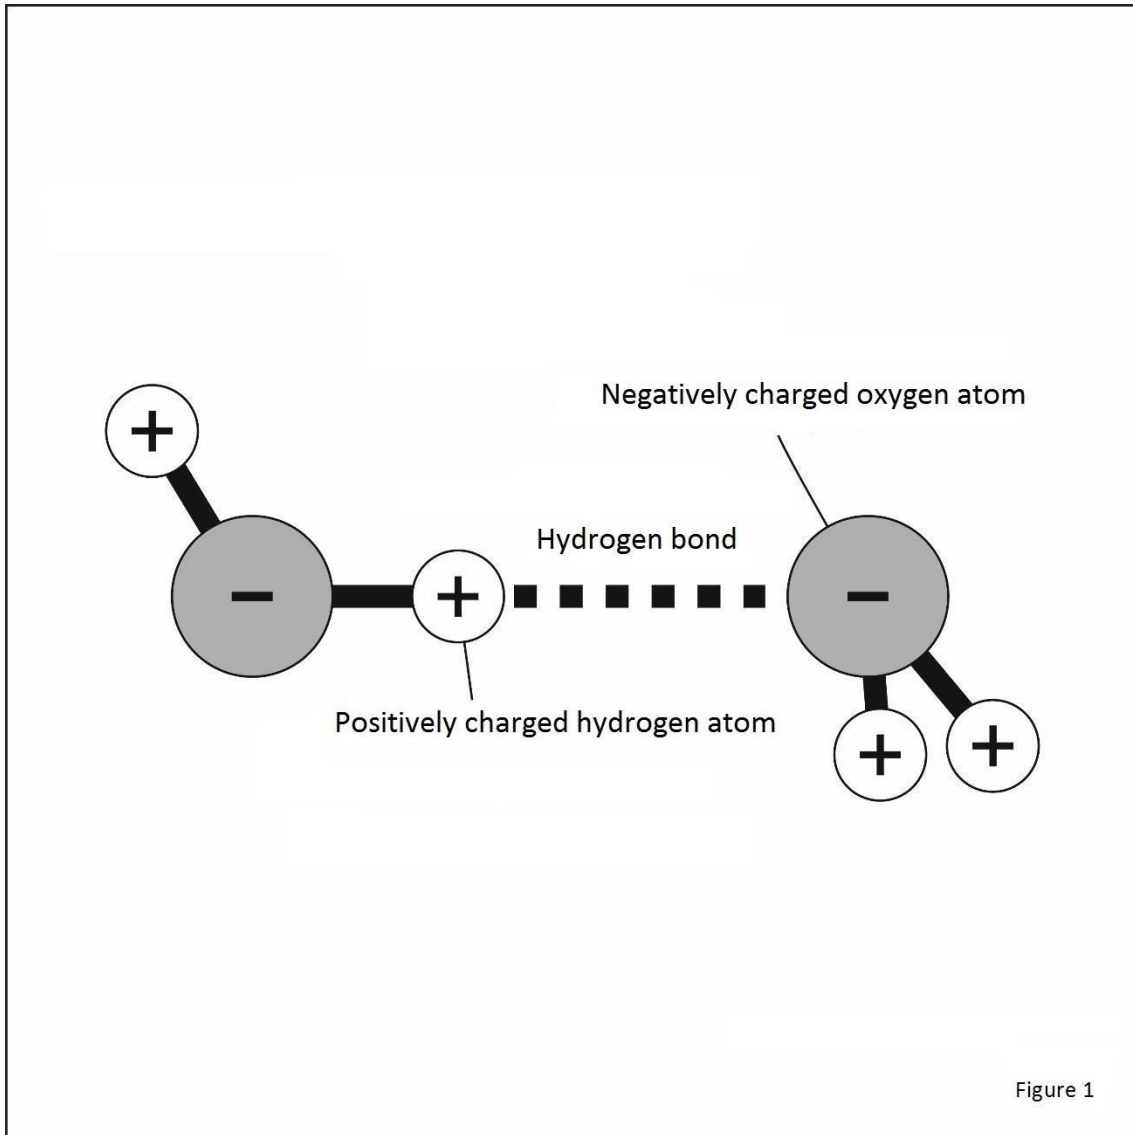 Negatively charged oxygen atom
+
Hydrogen bond
− + −
Positively charged hydrogen atom
+ +
Figure 1